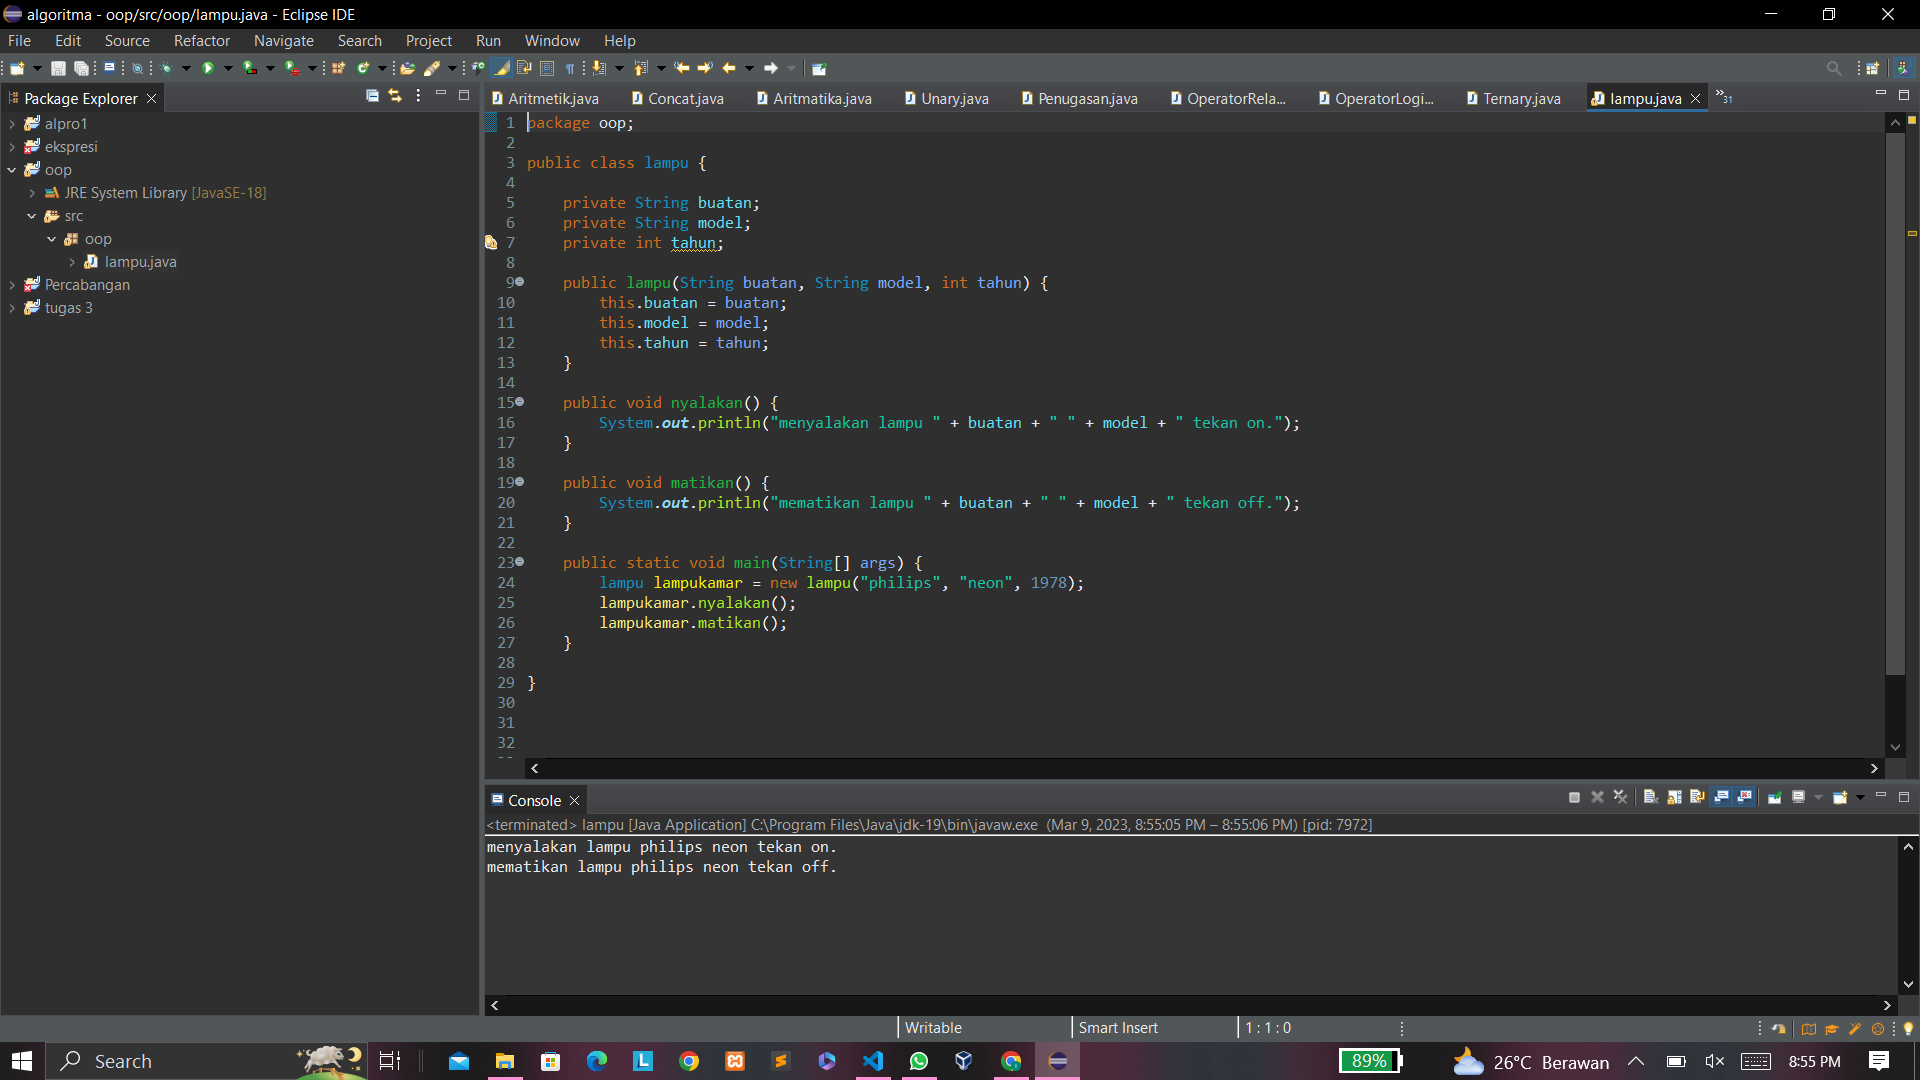 algoritma - oop/src/oop/lampu.java - Eclipse IDE
File Edit Source Refactor Navigate Search Project Run Window Help
Package Explorer
alpro1
ekspresi
oop
JRE System Library [JavaSE-18]
src
oop
lampu.java
Percabangan
tugas 3
Aritmetik.java Concat.java Aritmatika.java Unary.java Penugasan.java OperatorRela... OperatorLogi... Ternary.java lampu.java »31
1 package oop;
2
3 public class lampu {
4
5 private String buatan;
6 private String model;
7 private int tahun;
8
9 public lampu(String buatan, String model, int tahun) {
10 this.buatan = buatan;
11 this.model = model;
12 this.tahun = tahun;
13 }
14
15 public void nyalakan() {
16 System.out.println("menyalakan lampu " + buatan + " " + model + " tekan on.");
17 }
18
19 public void matikan() {
20 System.out.println("mematikan lampu " + buatan + " " + model + " tekan off.");
21 }
22
23 public static void main(String[] args) {
24 lampu lampukamar = new lampu("philips", "neon", 1978);
25 lampukamar.nyalakan();
26 lampukamar.matikan();
27 }
28
29 }
30
31
32
Console
<terminated> lampu [Java Application] C:\Program Files\Java\jdk-19\bin\javaw.exe (Mar 9, 2023, 8:55:05 PM – 8:55:06 PM) [pid: 7972]
menyalakan lampu philips neon tekan on.
mematikan lampu philips neon tekan off.
Writable Smart Insert 1 : 1 : 0
Search 89% 26°C Berawan 8:55 PM